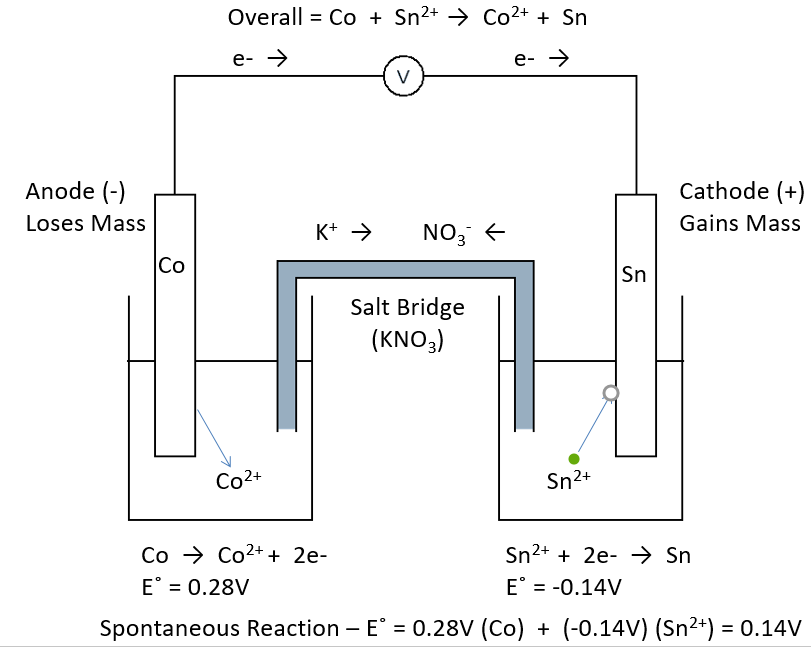 Overall = Co + Sn²⁺ → Co²⁺ + Sn
e- →
e- →
V
Anode (-)
Loses Mass
Cathode (+)
Gains Mass
K⁺ →
NO₃⁻ ←
Co
Sn
Salt Bridge
(KNO₃)
Co²⁺
Sn²⁺
Co → Co²⁺ + 2e-
E° = 0.28V
Sn²⁺ + 2e- → Sn
E° = -0.14V
Spontaneous Reaction – E° = 0.28V (Co) + (-0.14V) (Sn²⁺) = 0.14V